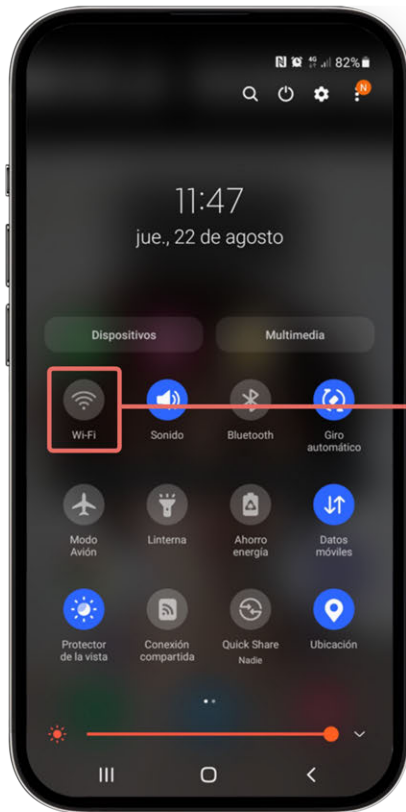 82%
N
11:47
jue., 22 de agosto
Dispositivos
Multimedia
Wi-Fi
Sonido
Bluetooth
Giro
automático
Modo
Avión
Linterna
Ahorro
energía
Datos
móviles
Protector
de la vista
Conexión
compartida
Quick Share
Nadie
Ubicación